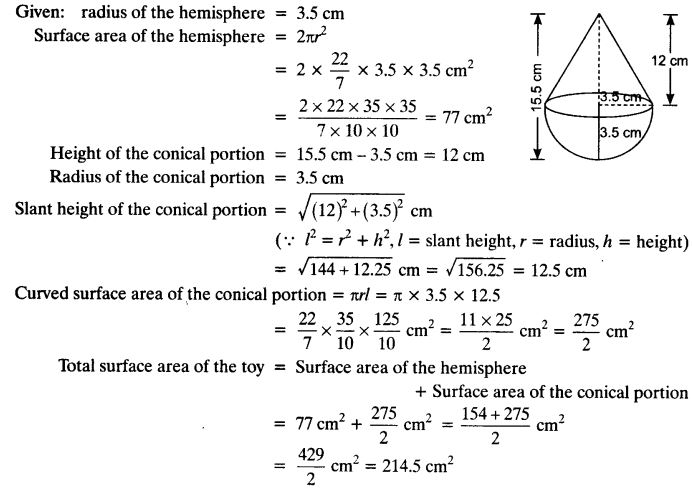 Given: radius of the hemisphere = 3.5 cm
Surface area of the hemisphere = 2πr²
= 2 × 22/7 × 3.5 × 3.5 cm²
= (2 × 22 × 35 × 35)/(7 × 10 × 10) = 77 cm²
Height of the conical portion = 15.5 cm – 3.5 cm = 12 cm
Radius of the conical portion = 3.5 cm
Slant height of the conical portion = √((12)² + (3.5)²) cm
(∵ l² = r² + h², l = slant height, r = radius, h = height)
= √(144 + 12.25) cm = √156.25 = 12.5 cm
Curved surface area of the conical portion = πrl = π × 3.5 × 12.5
= 22/7 × 35/10 × 125/10 cm² = (11 × 25)/2 cm² = 275/2 cm²
Total surface area of the toy = Surface area of the hemisphere
+ Surface area of the conical portion
= 77 cm² + 275/2 cm² = (154 + 275)/2 cm²
= 429/2 cm² = 214.5 cm²
15.5 cm
12 cm
3.5 cm
3.5 cm